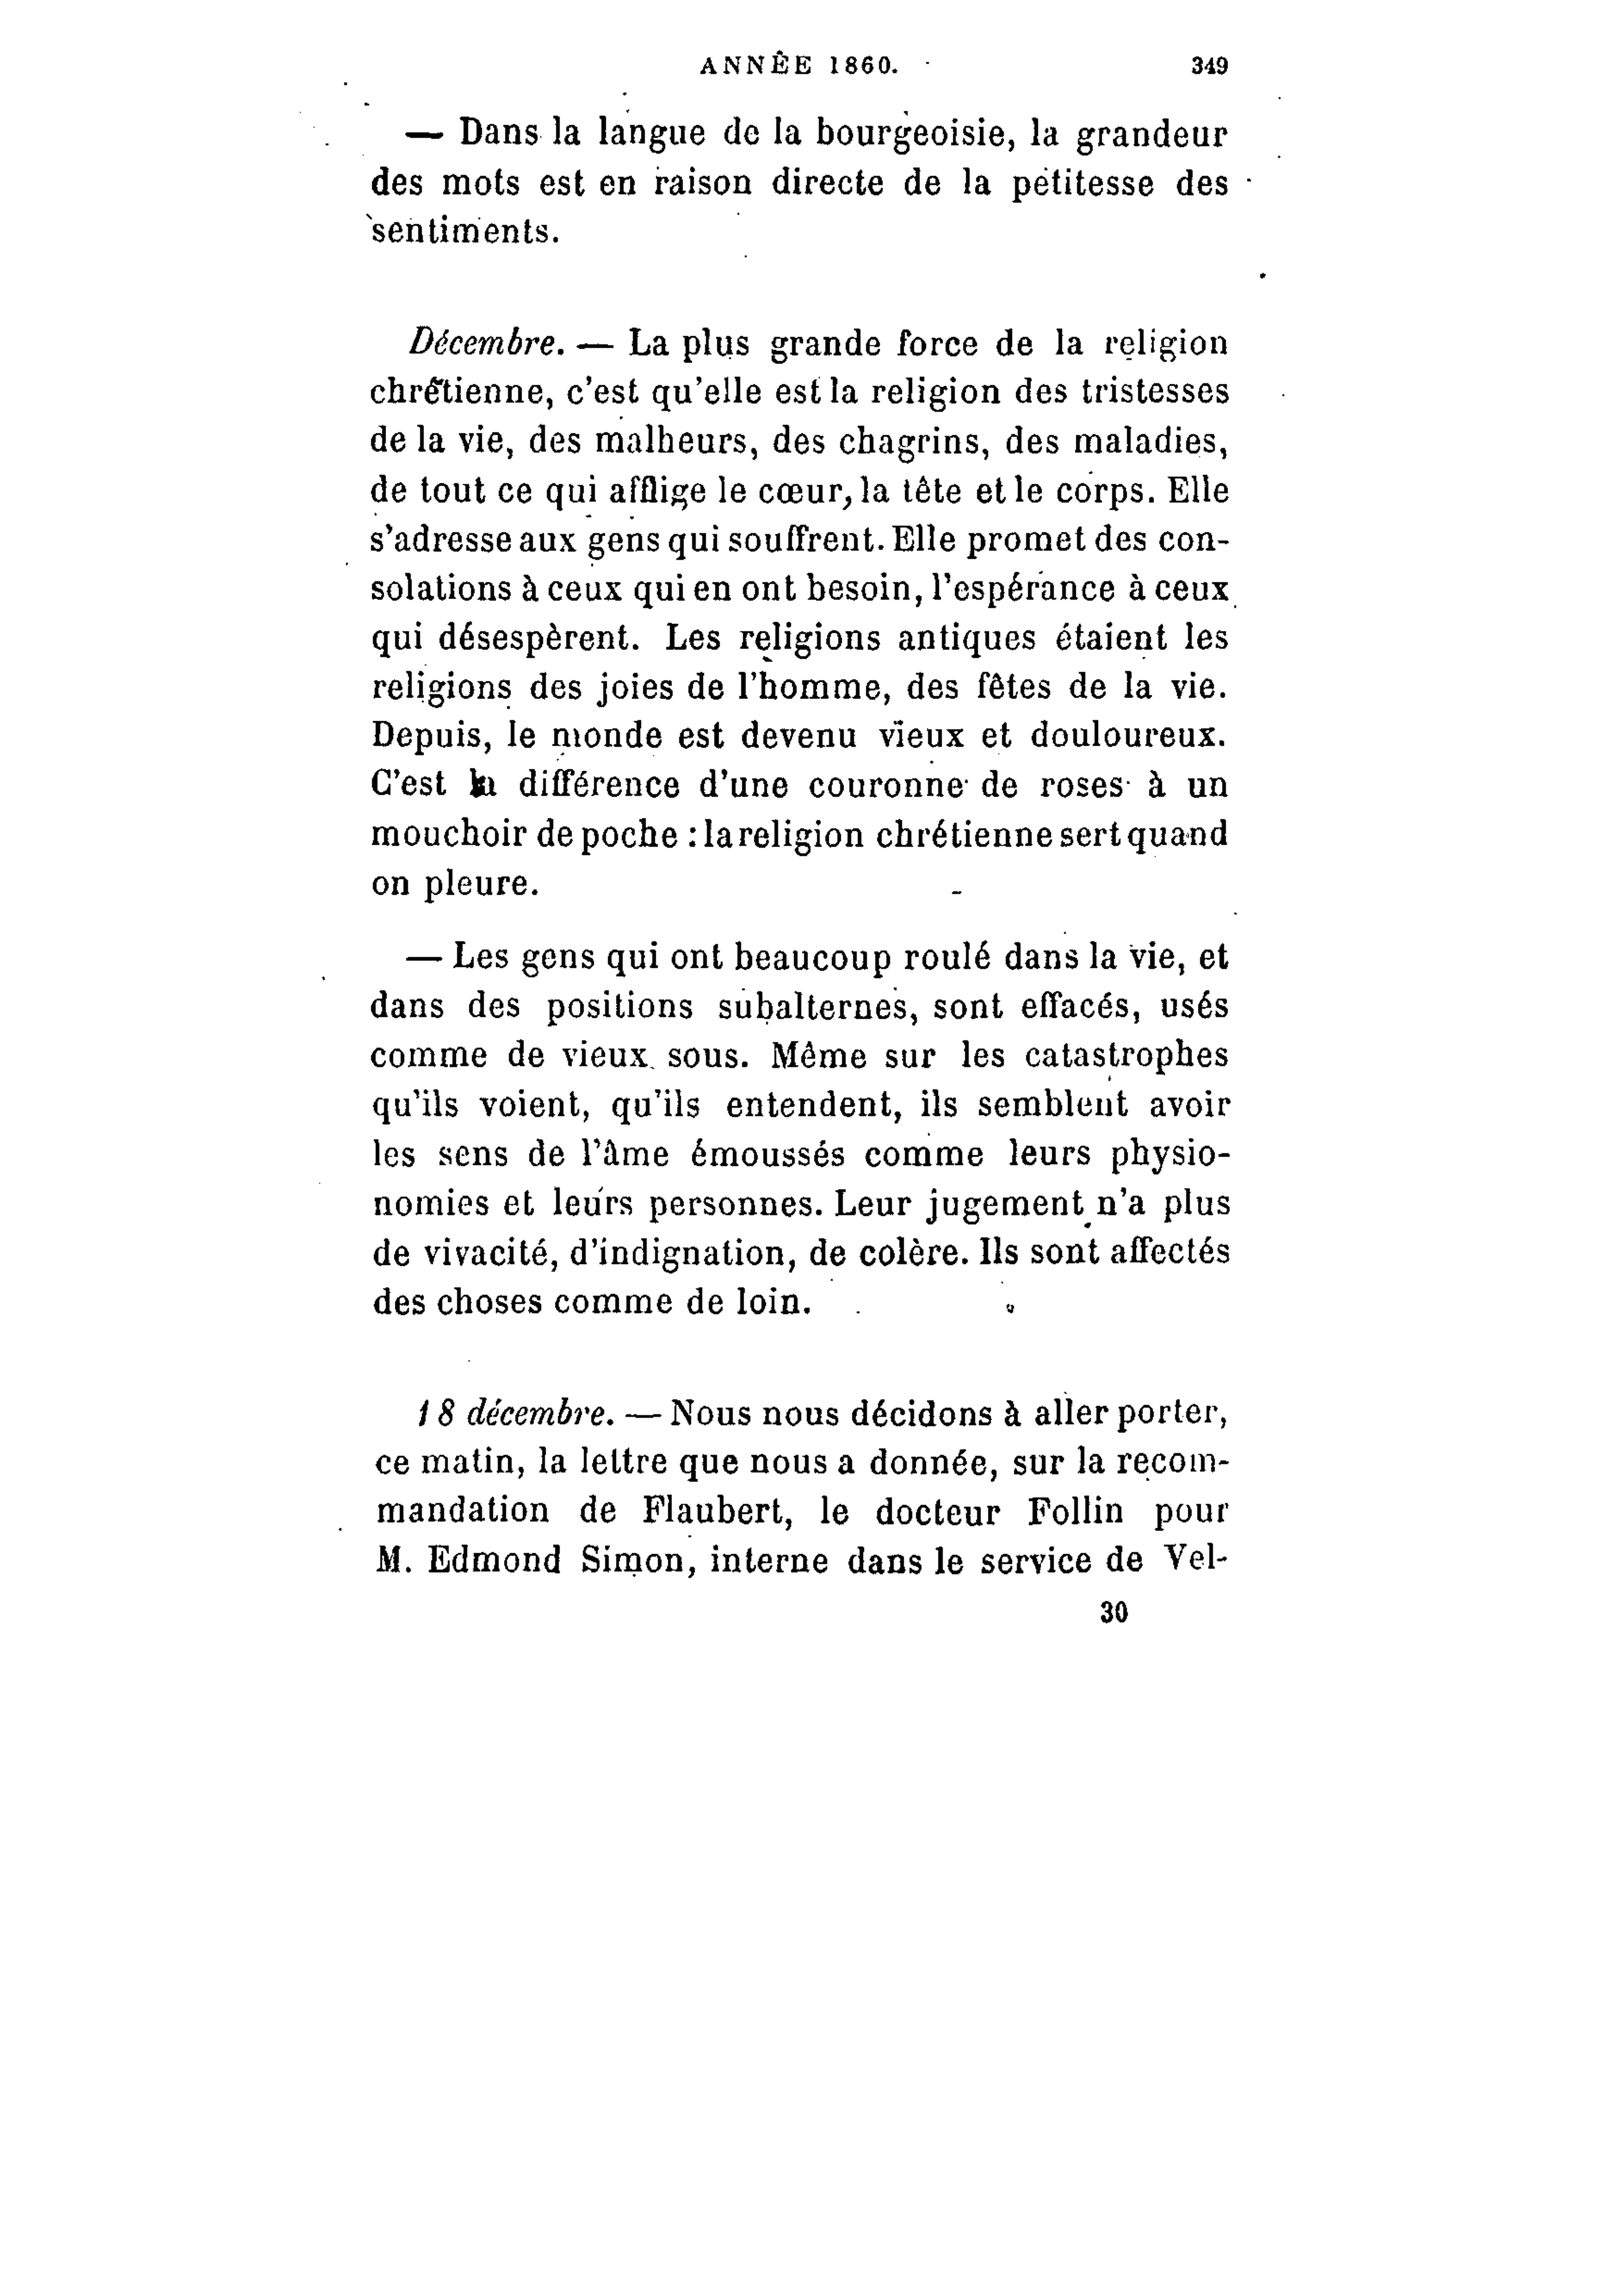 ANNÉE 1860. 349
— Dans la langue de la bourgeoisie, la grandeur
des mots est en raison directe de la petitesse des
sentiments.
Décembre. — La plus grande force de la religion
chrétienne, c'est qu'elle est la religion des tristesses
de la vie, des malheurs, des chagrins, des maladies,
de tout ce qui afflige le cœur, la tête et le corps. Elle
s'adresse aux gens qui souffrent. Elle promet des con-
solations à ceux qui en ont besoin, l'espérance à ceux
qui désespèrent. Les religions antiques étaient les
religions des joies de l'homme, des fêtes de la vie.
Depuis, le monde est devenu vieux et douloureux.
C'est la différence d'une couronne de roses à un
mouchoir de poche : la religion chrétienne sert quand
on pleure.
— Les gens qui ont beaucoup roulé dans la vie, et
dans des positions subalternes, sont effacés, usés
comme de vieux sous. Même sur les catastrophes
qu'ils voient, qu'ils entendent, ils semblent avoir
les sens de l'âme émoussés comme leurs physio-
nomies et leurs personnes. Leur jugement n'a plus
de vivacité, d'indignation, de colère. Ils sont affectés
des choses comme de loin.
18 décembre. — Nous nous décidons à aller porter,
ce matin, la lettre que nous a donnée, sur la recom-
mandation de Flaubert, le docteur Follin pour
M. Edmond Simon, interne dans le service de Vel-
30